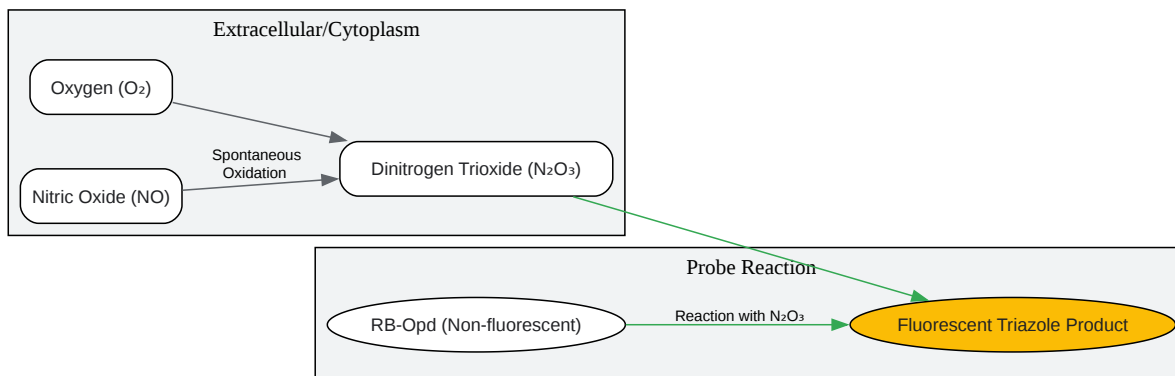 Extracellular/Cytoplasm
Oxygen (O₂)
Spontaneous
Oxidation
Dinitrogen Trioxide (N₂O₃)
Nitric Oxide (NO)
Probe Reaction
RB-Opd (Non-fluorescent)
Reaction with N₂O₃
Fluorescent Triazole Product